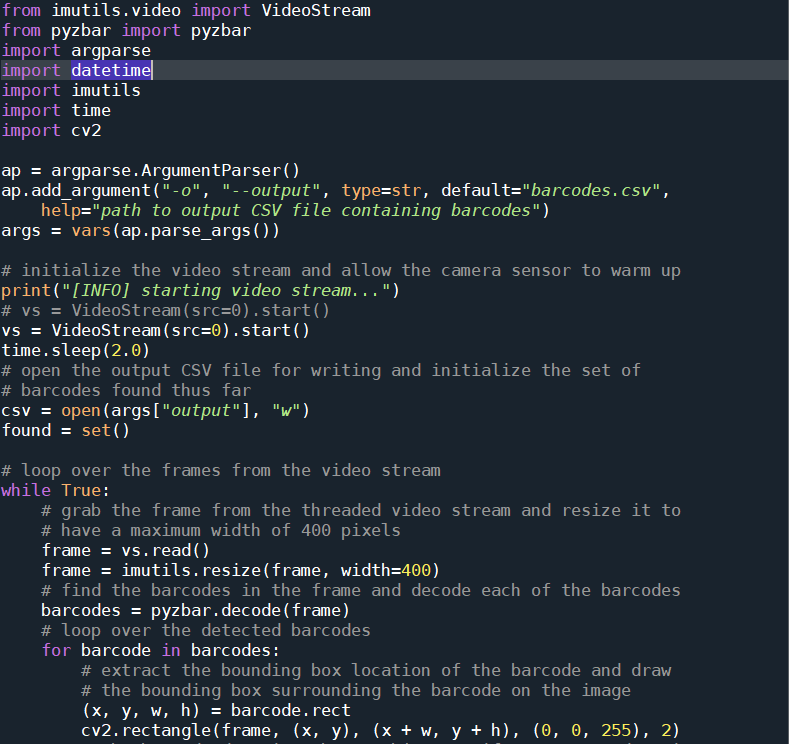 from imutils.video import VideoStream
from pyzbar import pyzbar
import argparse
import datetime
import imutils
import time
import cv2

ap = argparse.ArgumentParser()
ap.add_argument("-o", "--output", type=str, default="barcodes.csv",
    help="path to output CSV file containing barcodes")
args = vars(ap.parse_args())

# initialize the video stream and allow the camera sensor to warm up
print("[INFO] starting video stream...")
# vs = VideoStream(src=0).start()
vs = VideoStream(src=0).start()
time.sleep(2.0)
# open the output CSV file for writing and initialize the set of
# barcodes found thus far
csv = open(args["output"], "w")
found = set()

# loop over the frames from the video stream
while True:
    # grab the frame from the threaded video stream and resize it to
    # have a maximum width of 400 pixels
    frame = vs.read()
    frame = imutils.resize(frame, width=400)
    # find the barcodes in the frame and decode each of the barcodes
    barcodes = pyzbar.decode(frame)
    # loop over the detected barcodes
    for barcode in barcodes:
        # extract the bounding box location of the barcode and draw
        # the bounding box surrounding the barcode on the image
        (x, y, w, h) = barcode.rect
        cv2.rectangle(frame, (x, y), (x + w, y + h), (0, 0, 255), 2)